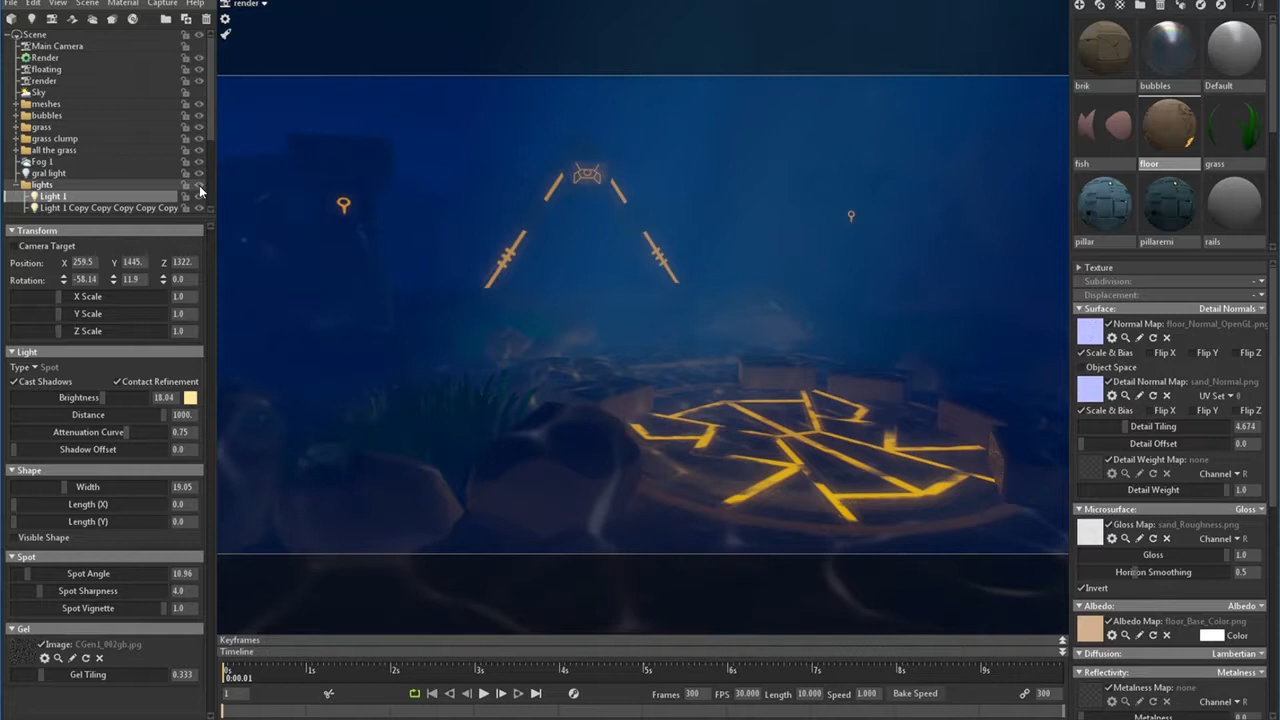 File Edit View Scene Material Capture Help
render
Scene
Main Camera
Render
floating
render
Sky
meshes
bubbles
grass
grass clump
all the grass
Fog 1
gral light
lights
Light 1
Light 1 Copy Copy Copy Copy Copy
Transform
Camera Target
Position: X 259.5 Y 1445. Z 1322.
Rotation: -58.14 11.9 0.0
X Scale 1.0
Y Scale 1.0
Z Scale 1.0
Light
Type Spot
Cast Shadows Contact Refinement
Brightness 18.04
Distance 1000.
Attenuation Curve 0.75
Shadow Offset 0.0
Shape
Width 19.05
Length (X) 0.0
Length (Y) 0.0
Visible Shape
Spot
Spot Angle 10.96
Spot Sharpness 4.0
Spot Vignette 1.0
Gel
Image: CGen1_002gb.jpg
Gel Tiling 0.333
Keyframes
Timeline
0s 1s 2s 3s 4s 5s 6s 7s 8s 9s
0:00.01
1 Frames 300 FPS 30.000 Length 10.000 Speed 1.000 Bake Speed 300
brik bubbles Default
fish floor grass
pillar pillaremi rails
Texture
Subdivision: -
Displacement: -
Surface: Detail Normals
Normal Map: floor_Normal_OpenGL.png
Scale & Bias Flip X Flip Y Flip Z
Object Space
Detail Normal Map: sand_Normal.png
UV Set 0
Scale & Bias Flip X Flip Y Flip Z
Detail Tiling 4.674
Detail Offset 0.0
Detail Weight Map: none
Channel R
Detail Weight 1.0
Microsurface: Gloss
Gloss Map: sand_Roughness.png
Channel R
Gloss 1.0
Horizon Smoothing 0.5
Invert
Albedo: Albedo
Albedo Map: floor_Base_Color.png
Color
Diffusion: Lambertian
Reflectivity: Metalness
Metalness Map: none
Channel R
Metalness 0.0